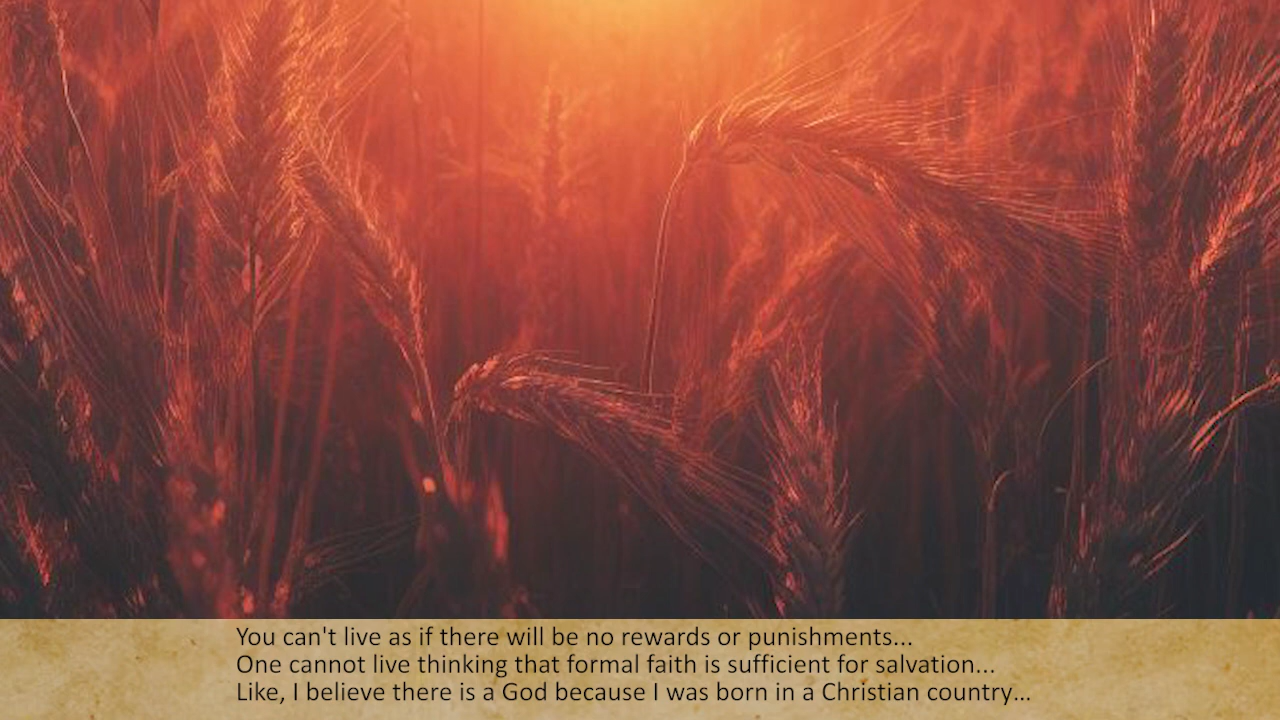 You can't live as if there will be no rewards or punishments...
One cannot live thinking that formal faith is sufficient for salvation...
Like, I believe there is a God because I was born in a Christian country...